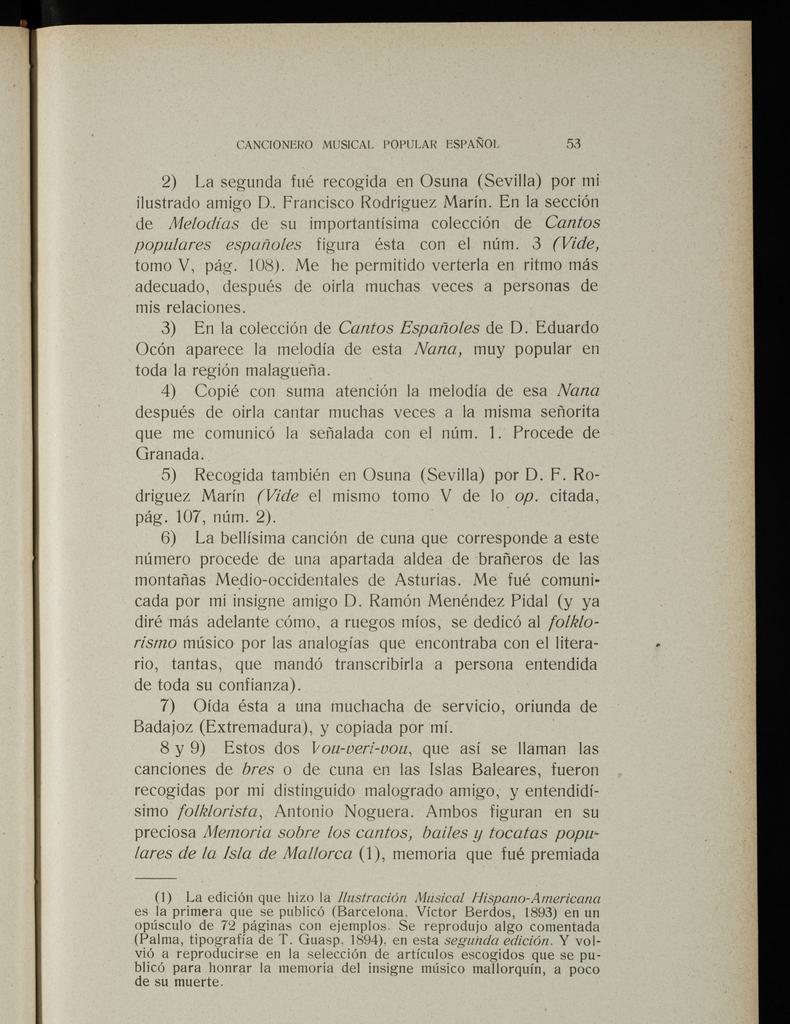 CANCIONERO MUSICAL POPULAR ESPAÑOL 53
2) La segunda fué recogida en Osuna (Sevilla) por mi
ilustrado amigo D. Francisco Rodriguez Marín. En la sección
de Melodías de su importantísima colección de Cantos
populares españoles figura ésta con el núm. 3 (Vide,
tomo V, pág. 108). Me he permitido verterla en ritmo más
adecuado, después de oirla muchas veces a personas de
mis relaciones.
3) En la colección de Cantos Españoles de D. Eduardo
Ocón aparece la melodía de esta Nana, muy popular en
toda la región malagueña.
4) Copié con suma atención la melodía de esa Nana
después de oirla cantar muchas veces a la misma señorita
que me comunicó la señalada con el núm. 1. Procede de
Granada.
5) Recogida también en Osuna (Sevilla) por D. F. Ro-
driguez Marín (Vide el mismo tomo V de lo op. citada,
pág. 107, núm. 2).
6) La bellísima canción de cuna que corresponde a este
número procede de una apartada aldea de brañeros de las
montañas Medio-occidentales de Asturias. Me fué comuni-
cada por mi insigne amigo D. Ramón Menéndez Pidal (y ya
diré más adelante cómo, a ruegos míos, se dedicó al folklo-
rismo músico por las analogías que encontraba con el litera-
rio, tantas, que mandó transcribirla a persona entendida
de toda su confianza).
7) Oída ésta a una muchacha de servicio, oriunda de
Badajoz (Extremadura), y copiada por mí.
8 y 9) Estos dos Vou-veri-vou, que así se llaman las
canciones de bres o de cuna en las Islas Baleares, fueron
recogidas por mi distinguido malogrado amigo, y entendidí-
simo folklorista, Antonio Noguera. Ambos figuran en su
preciosa Memoria sobre los cantos, bailes y tocatas popu-
lares de la Isla de Mallorca (1), memoria que fué premiada
(1) La edición que hizo la Ilustración Musical Hispano-Americana
es la primera que se publicó (Barcelona, Víctor Berdos, 1893) en un
opúsculo de 72 páginas con ejemplos. Se reprodujo algo comentada
(Palma, tipografía de T. Guasp, 1894), en esta segunda edición. Y vol-
vió a reproducirse en la selección de artículos escogidos que se pu-
blicó para honrar la memoria del insigne músico mallorquín, a poco
de su muerte.